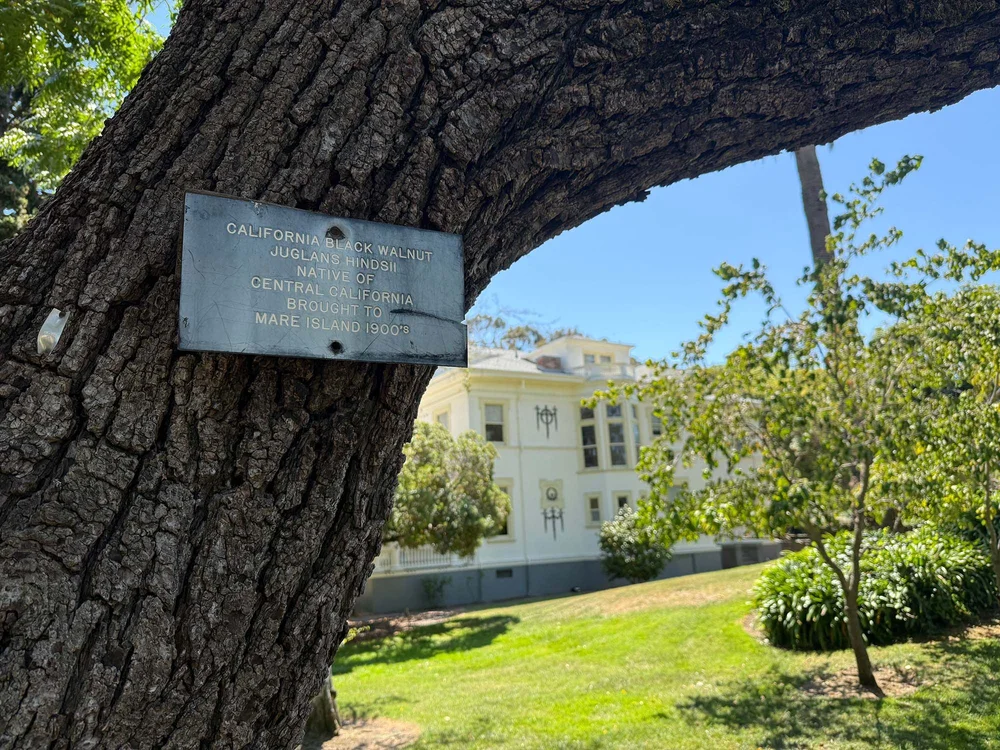 CALIFORNIA BLACK WALNUT
JUGLANS HINDSII
NATIVE OF
CENTRAL CALIFORNIA
BROUGHT TO
MARE ISLAND 1900's